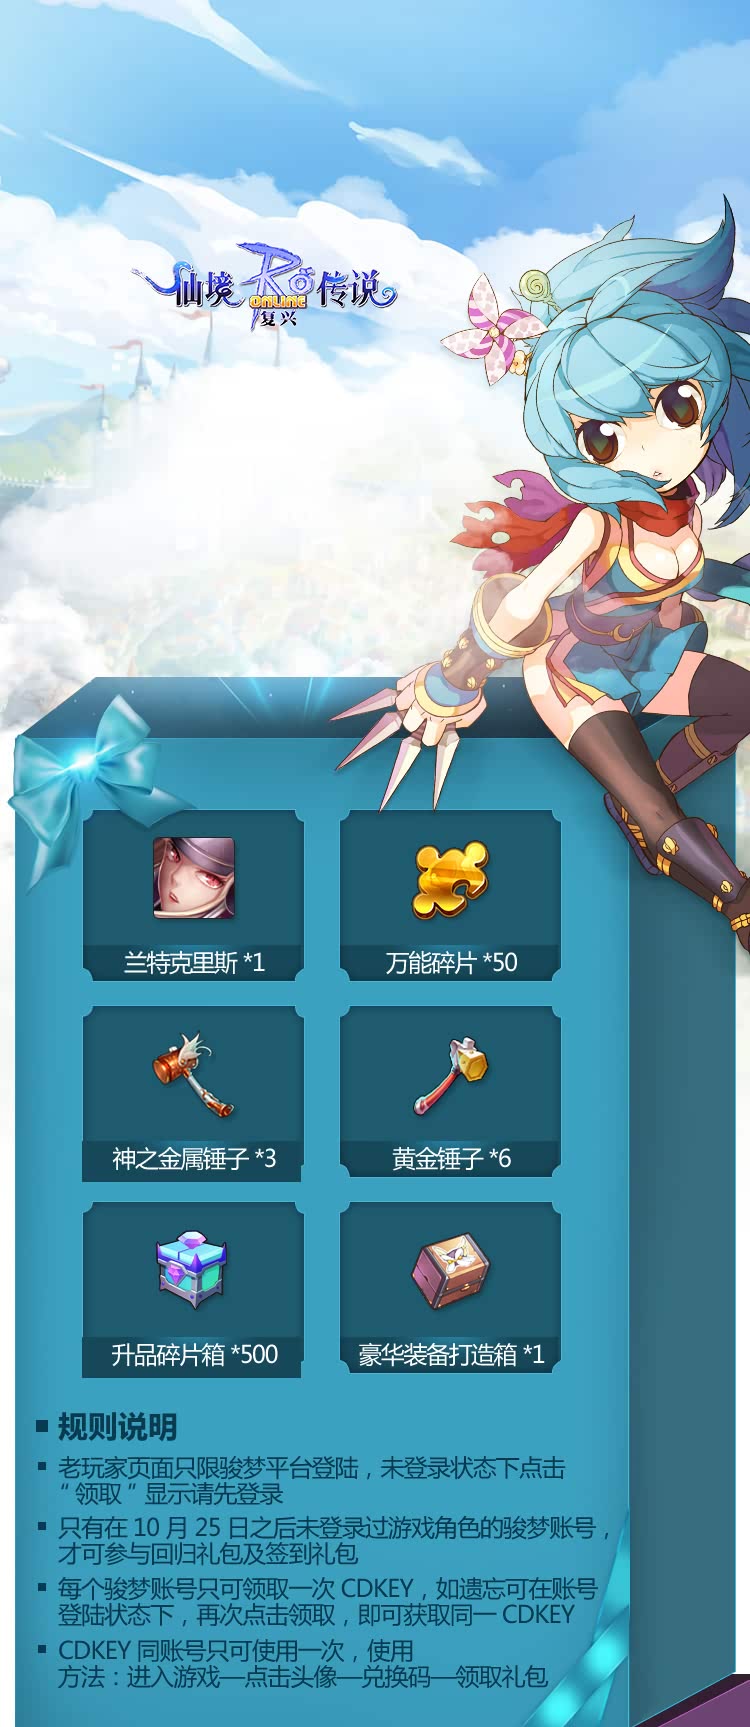 仙境RO传说
ONLINE
复兴
兰特克里斯 *1
万能碎片 *50
神之金属锤子 *3
黄金锤子 *6
升品碎片箱 *500
豪华装备打造箱 *1
规则说明
老玩家页面只限骏梦平台登陆，未登录状态下点击
“ 领取 ” 显示请先登录
只有在 10 月 25 日之后未登录过游戏角色的骏梦账号，
才可参与回归礼包及签到礼包
每个骏梦账号只可领取一次 CDKEY，如遗忘可在账号
登陆状态下，再次点击领取，即可获取同一 CDKEY
CDKEY 同账号只可使用一次，使用
方法：进入游戏—点击头像—兑换码—领取礼包